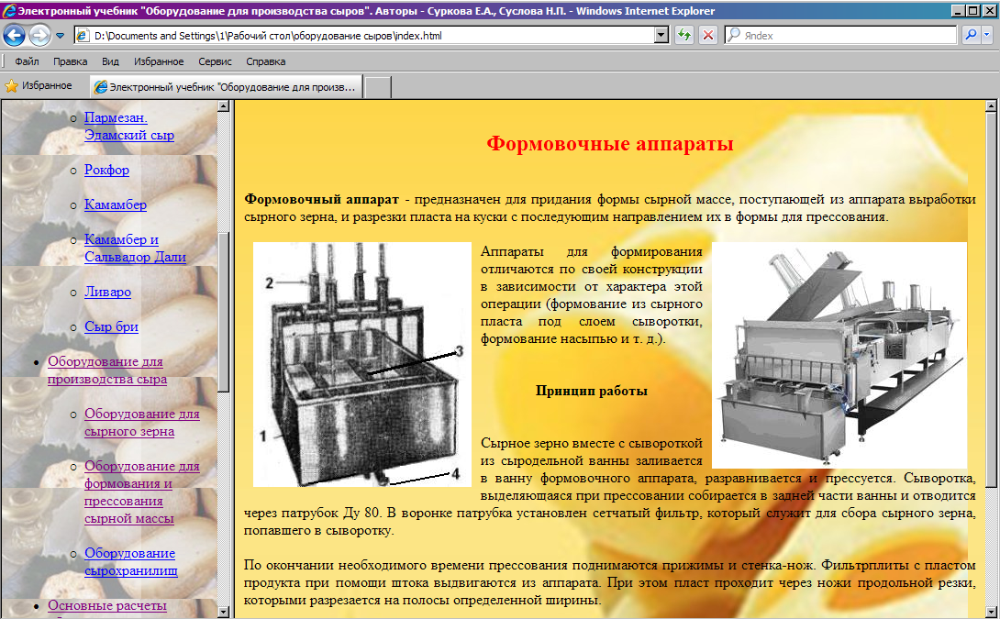 Электронный учебник "Оборудование для производства сыров". Авторы - Суркова Е.А., Суслова Н.П. - Windows Internet Explorer
D:\Documents and Settings\1\Рабочий стол\оборудование сыров\index.html
Яndex
Файл Правка Вид Избранное Сервис Справка
Избранное
Электронный учебник "Оборудование для произв...
Пармезан.
Эдамский сыр
Рокфор
Камамбер
Камамбер и
Сальвадор Дали
Ливаро
Сыр бри
Оборудование для
производства сыра
Оборудование для
сырного зерна
Оборудование для
формования и
прессования
сырной массы
Оборудование
сырохранилищ
Основные расчеты
Формовочные аппараты
Формовочный аппарат - предназначен для придания формы сырной массе, поступающей из аппарата выработки
сырного зерна, и разрезки пласта на куски с последующим направлением их в формы для прессования.
2
3
1
4
Аппараты для формирования
отличаются по своей конструкции
в зависимости от характера этой
операции (формование из сырного
пласта под слоем сыворотки,
формование насыпью и т. д.).
Принцип работы
Сырное зерно вместе с сывороткой
из сыродельной ванны заливается
в ванну формовочного аппарата, разравнивается и прессуется. Сыворотка,
выделяющаяся при прессовании собирается в задней части ванны и отводится
через патрубок Ду 80. В воронке патрубка установлен сетчатый фильтр, который служит для сбора сырного зерна,
попавшего в сыворотку.
По окончании необходимого времени прессования поднимаются прижимы и стенка-нож. Фильтрплиты с пластом
продукта при помощи штока выдвигаются из аппарата. При этом пласт проходит через ножи продольной резки,
которыми разрезается на полосы определенной ширины.